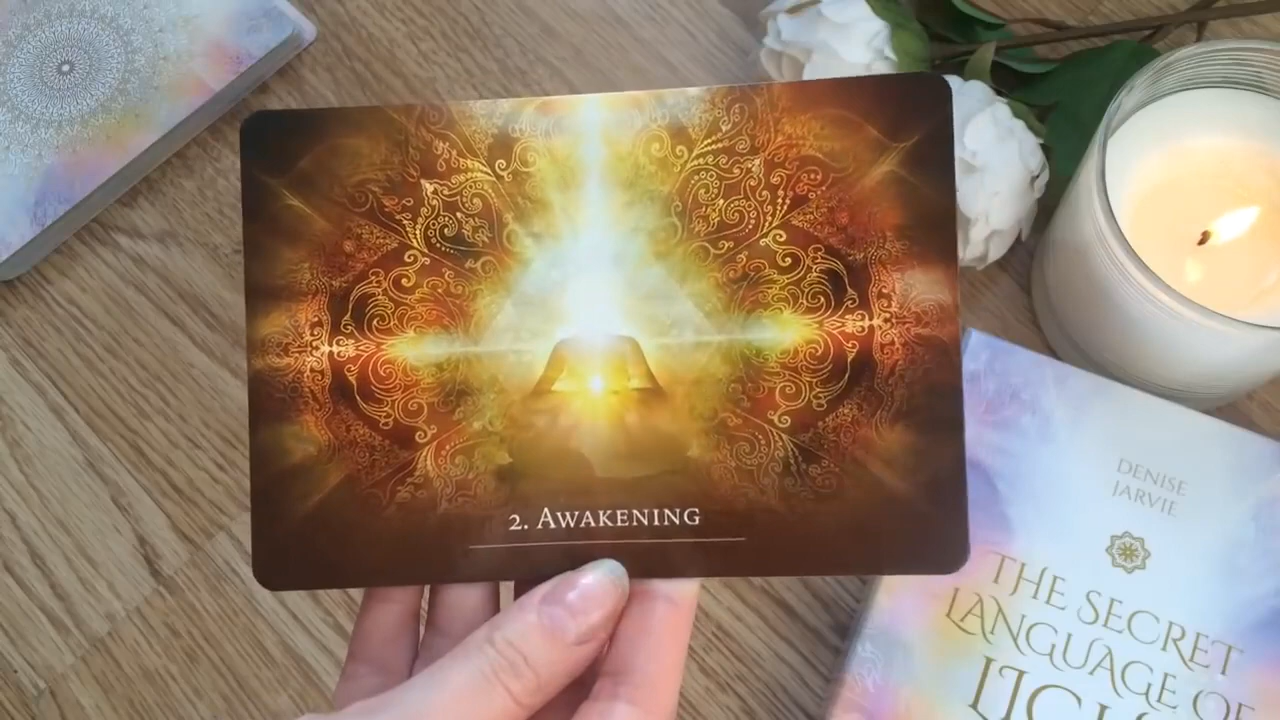 2. AWAKENING
DENISE
JARVIE
THE SECRET
LANGUAGE OF